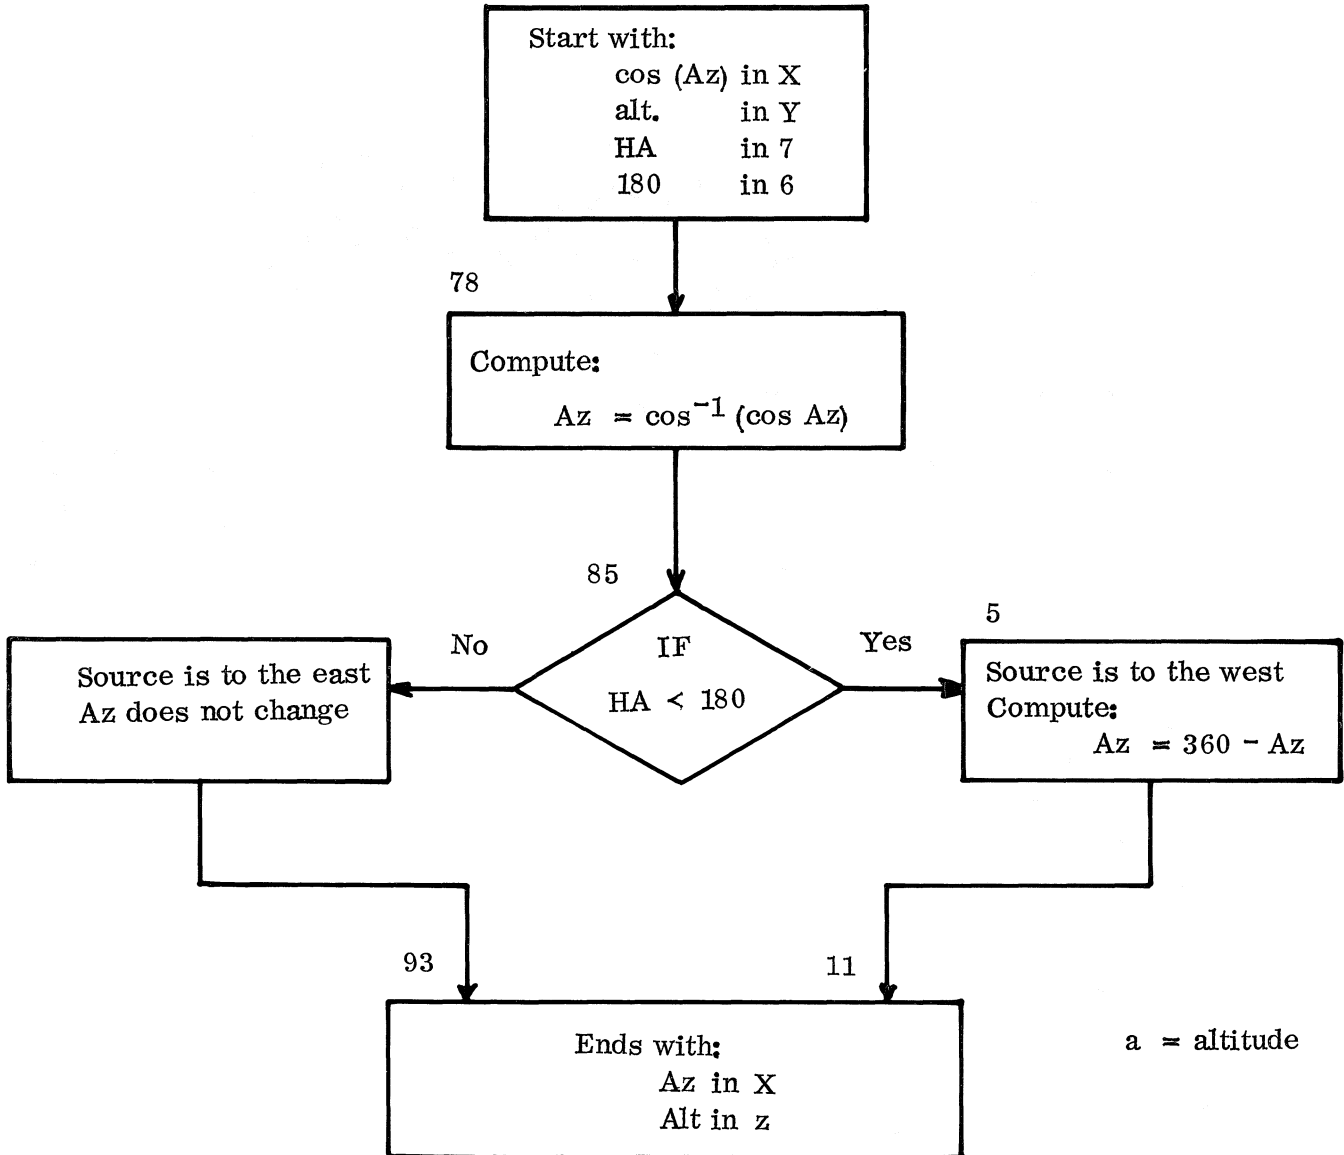 Start with:
cos (Az) in X
alt. in Y
HA in 7
180 in 6
78
Compute:
Az = cos⁻¹ (cos Az)
85
IF
HA < 180
No
Yes
Source is to the east
Az does not change
5
Source is to the west
Compute:
Az = 360 - Az
93
11
Ends with:
Az in X
Alt in z
a = altitude